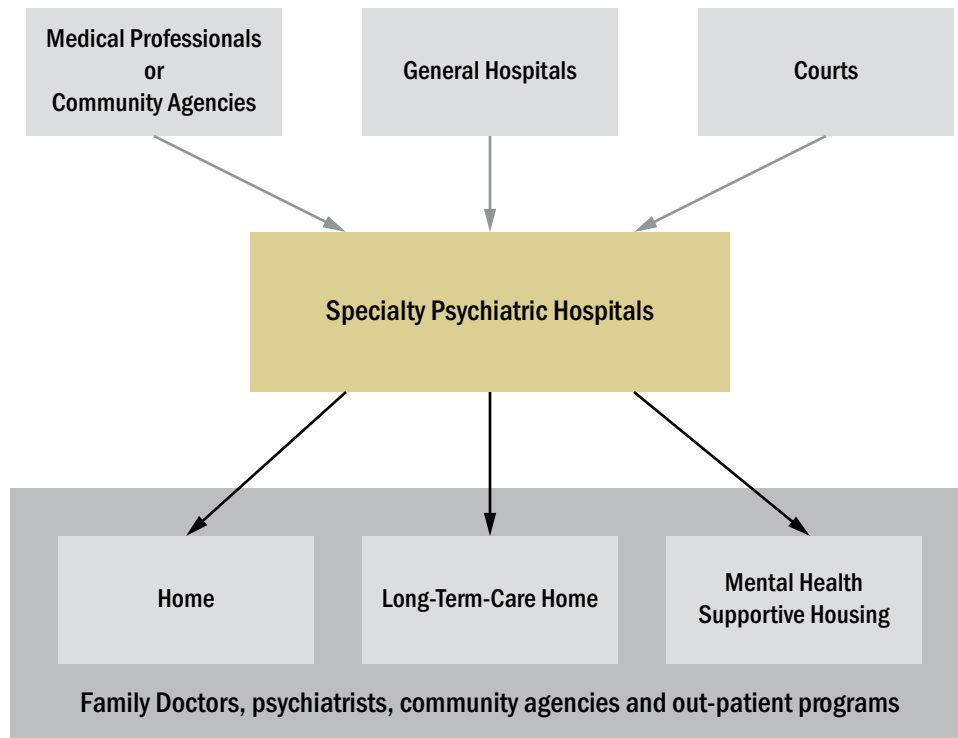 Medical Professionals
or
Community Agencies
General Hospitals
Courts
Specialty Psychiatric Hospitals
Home
Long-Term-Care Home
Mental Health
Supportive Housing
Family Doctors, psychiatrists, community agencies and out-patient programs